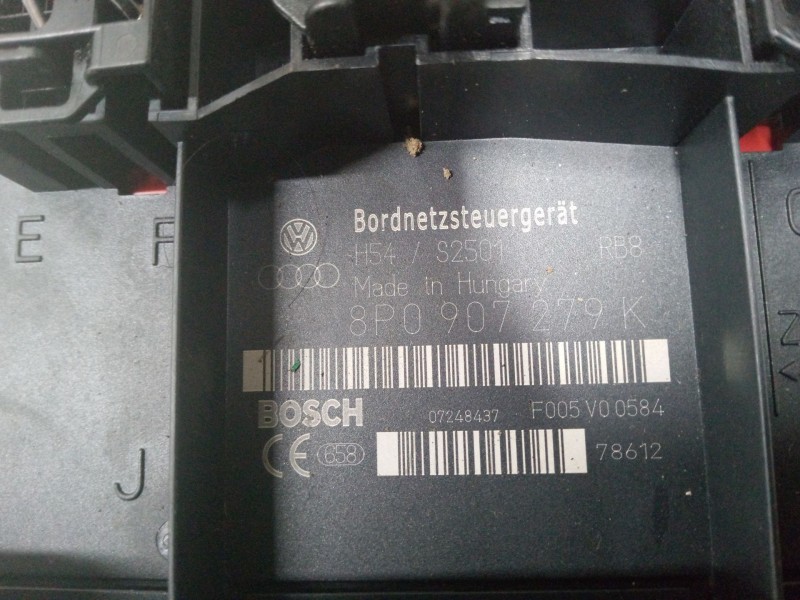 Bordnetzsteuergerät
H54 / S2501 RB8
Made in Hungary
8P0 907 279 K
BOSCH 07248437 F005 V0 0584
CE 658 78612
E F
J
N